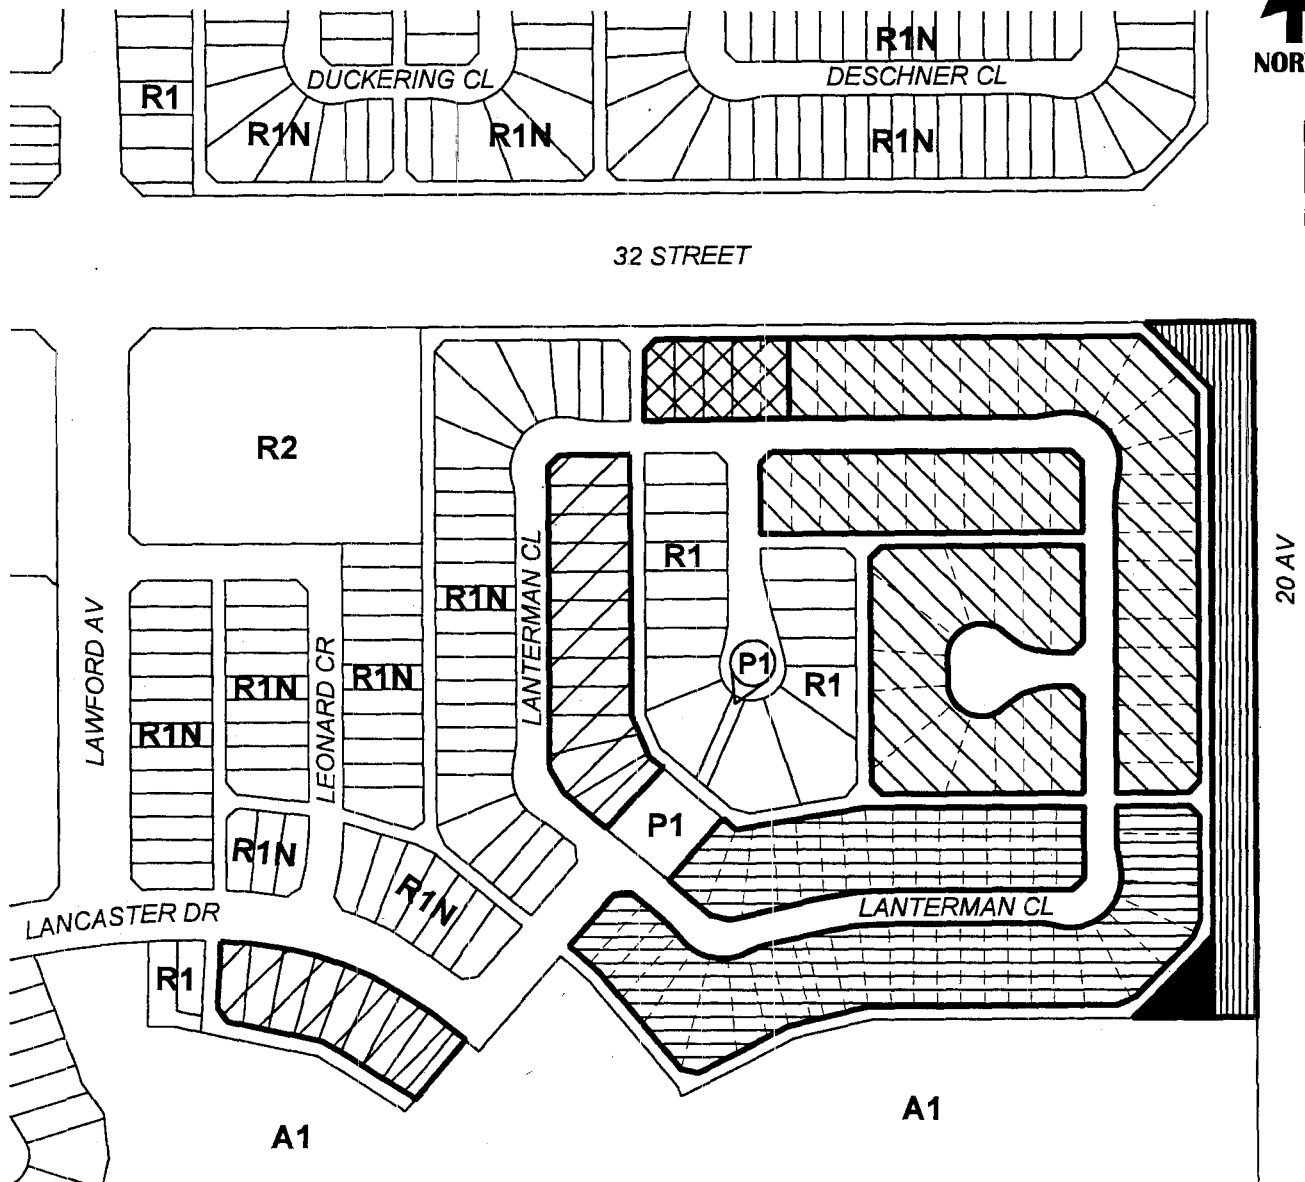 R1N
NOR
DUCKERING CL
DESCHNER CL
R1
R1N
R1N
R1N
32 STREET
R2
R1
R1N
LANTERMAN CL
20 AV
LAWFORD AV
R1N
LEONARD CR
R1N
P1
R1
R1N
P1
R1N
R1N
LANCASTER DR
LANTERMAN CL
R1
A1
A1